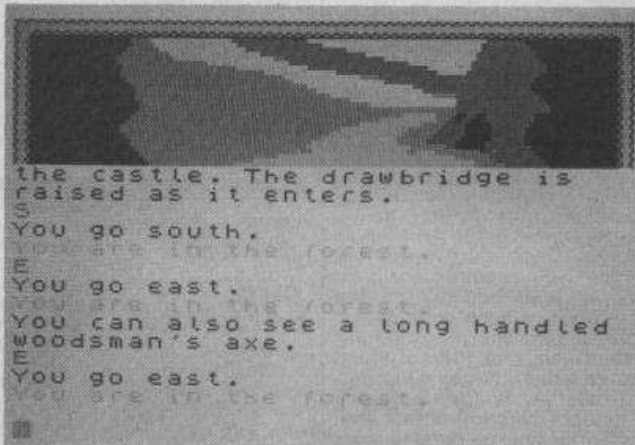 the castle. The drawbridge is
raised as it enters.
S
You go south.
You are in the forest.
E
You go east.
You are in the forest.
You can also see a long handled
woodsman's axe.
E
You go east.
You are in the forest.